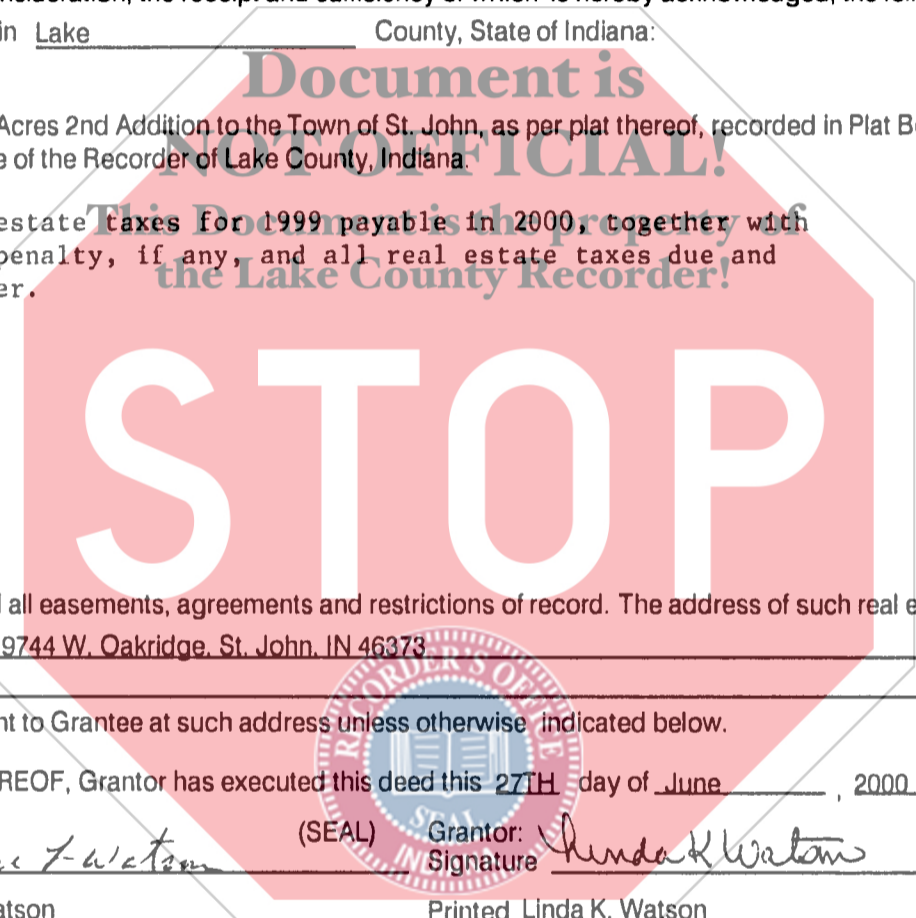 in Lake County, State of Indiana:
Document is
Acres 2nd Addition to the Town of St. John, as per plat thereof, recorded in Plat
NOT OFFICIAL!
of the Recorder of Lake County, Indiana.
estate taxes for 1999 payable in 2000, together with
This Document is the property of
penalty, if any, and all real estate taxes due and
the Lake County Recorder!
STOP
all easements, agreements and restrictions of record. The address of such real
9744 W. Oakridge, St. John, IN 46373
to Grantee at such address unless otherwise indicated below.
Grantor has executed this deed this 27TH day of June , 2000
(SEAL) Grantor:
Watson Signature Linda K Watson
Printed Linda K. Watson
RECORDER'S OFFICE
SEAL
INDIANA